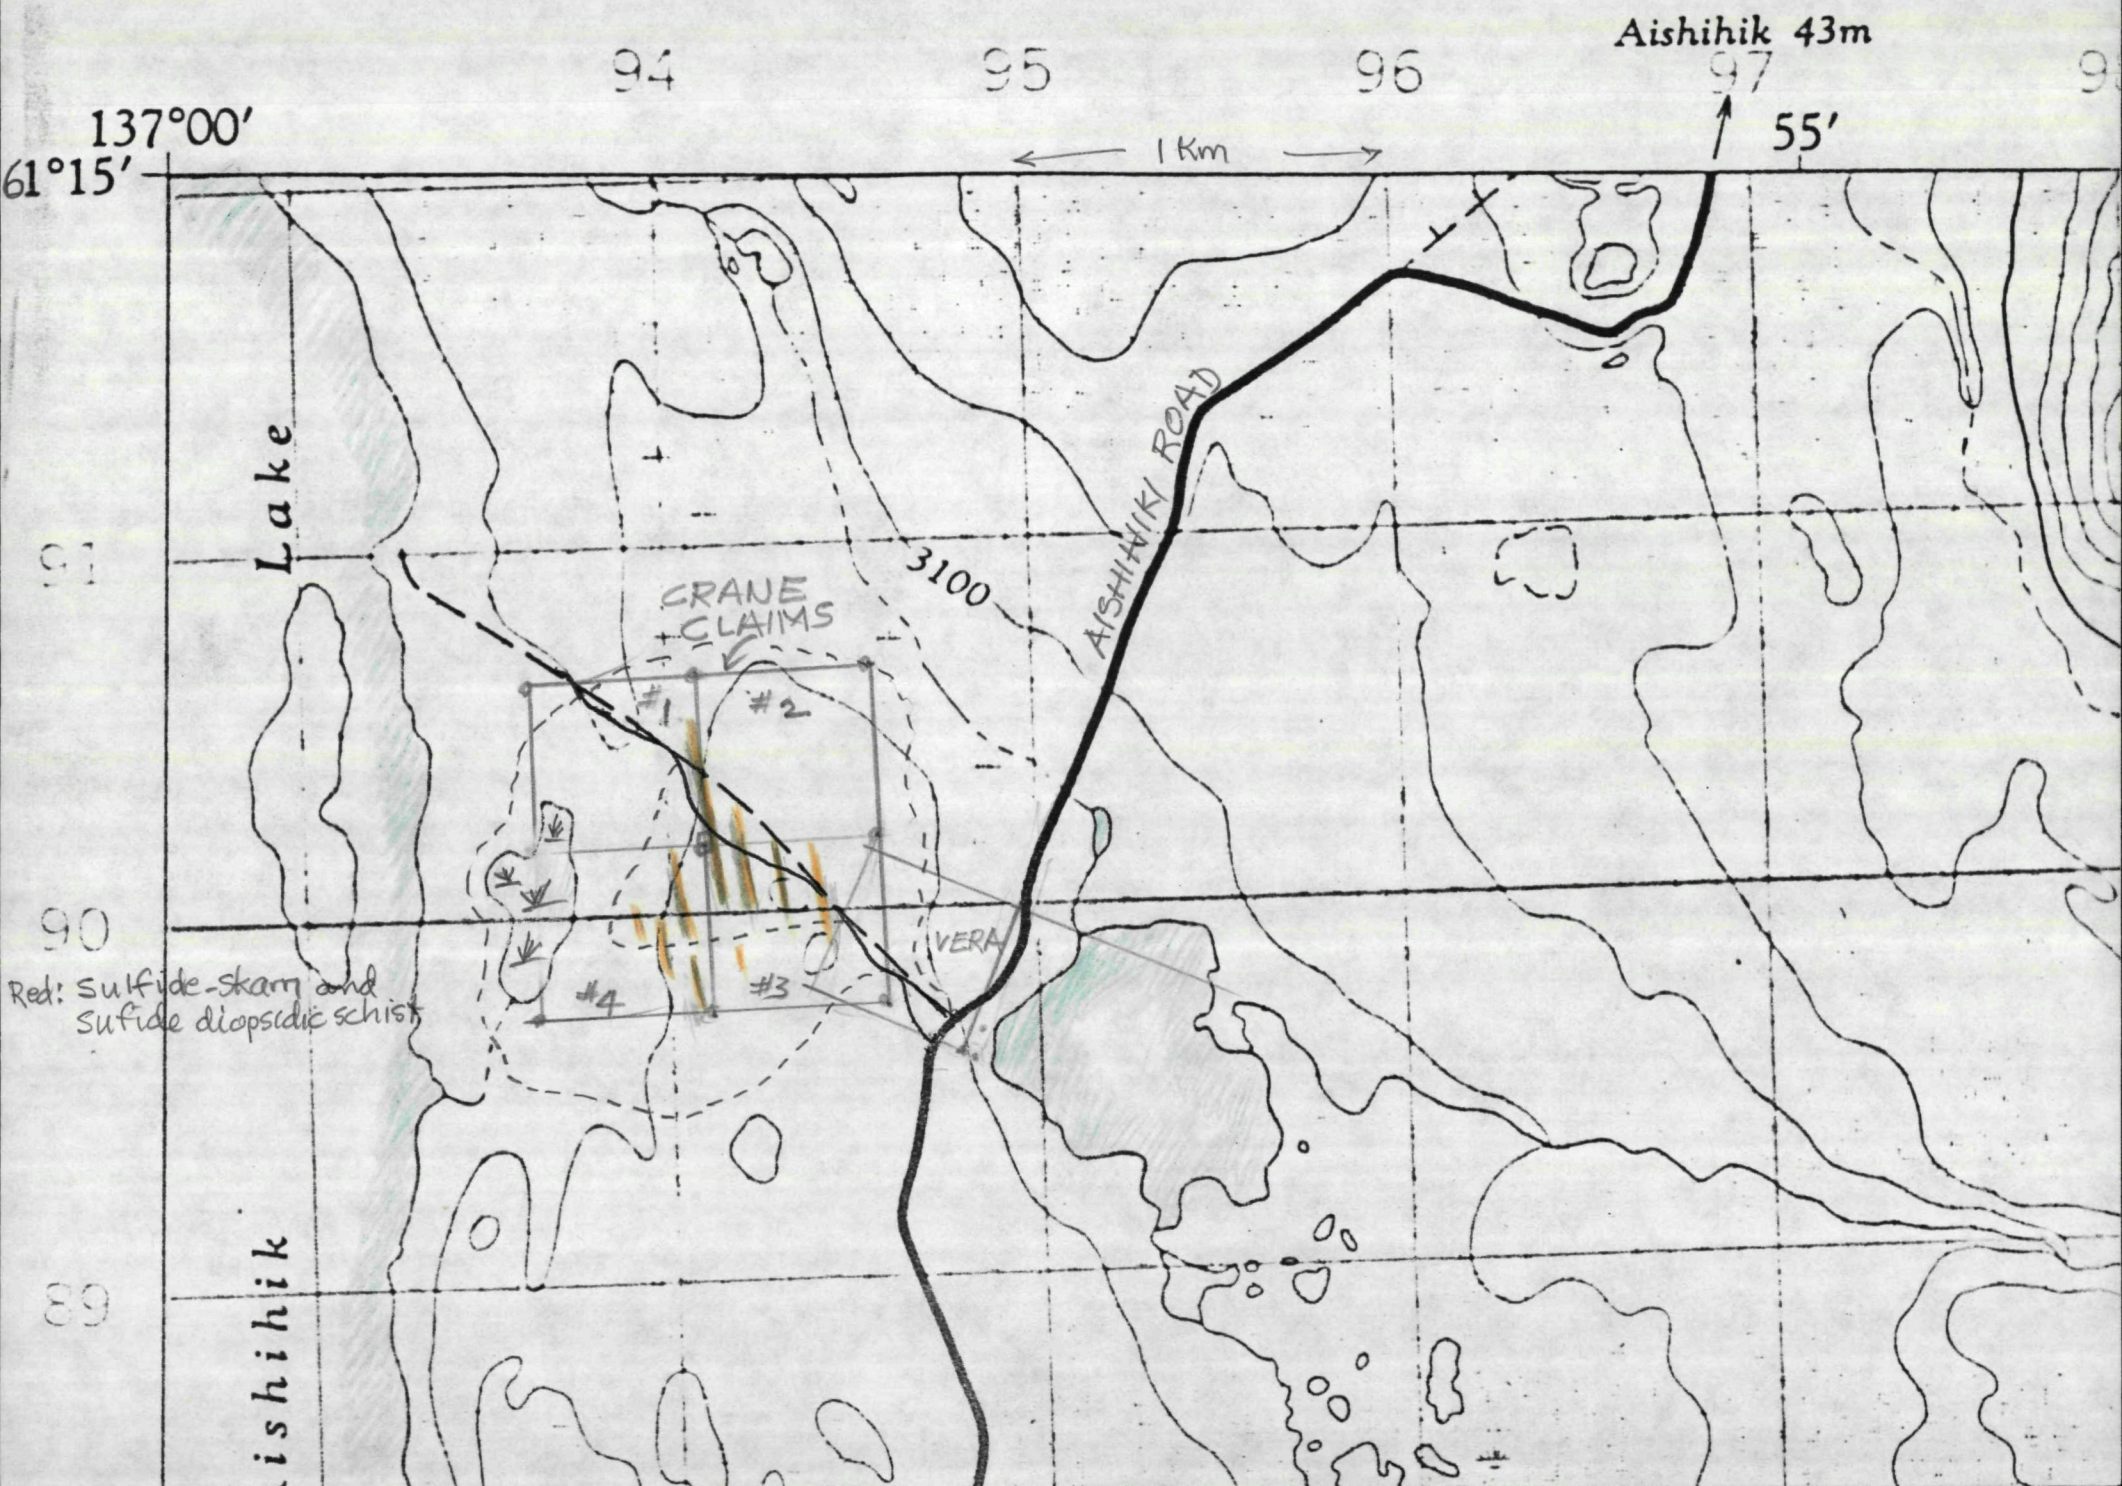 Aishihik 43m
94 95 96 97
137°00′
55′
61°15′
1 Km
Lake
AISHIHIKI ROAD
91
3100
CRANE
CLAIMS
#1 #2
90
VERA
Red: Sulfide-Skarn and
Sufide diopsidic schist
#4 #3
89
ishihik